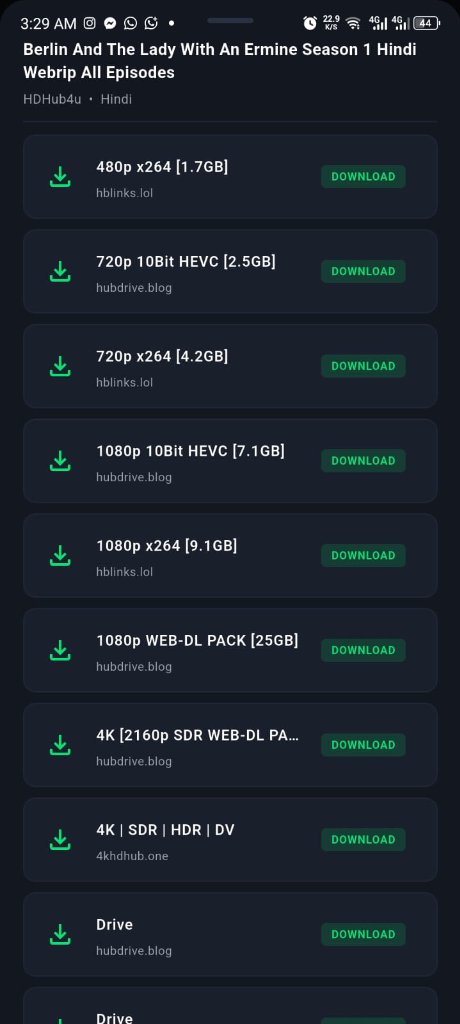 3:29 AM 22.9 K/S 4G 4G 44
Berlin And The Lady With An Ermine Season 1 Hindi
Webrip All Episodes
HDHub4u • Hindi
480p x264 [1.7GB]
hblinks.lol
DOWNLOAD
720p 10Bit HEVC [2.5GB]
hubdrive.blog
DOWNLOAD
720p x264 [4.2GB]
hblinks.lol
DOWNLOAD
1080p 10Bit HEVC [7.1GB]
hubdrive.blog
DOWNLOAD
1080p x264 [9.1GB]
hblinks.lol
DOWNLOAD
1080p WEB-DL PACK [25GB]
hubdrive.blog
DOWNLOAD
4K [2160p SDR WEB-DL PA...
hubdrive.blog
DOWNLOAD
4K | SDR | HDR | DV
4khdhub.one
DOWNLOAD
Drive
hubdrive.blog
DOWNLOAD
Drive